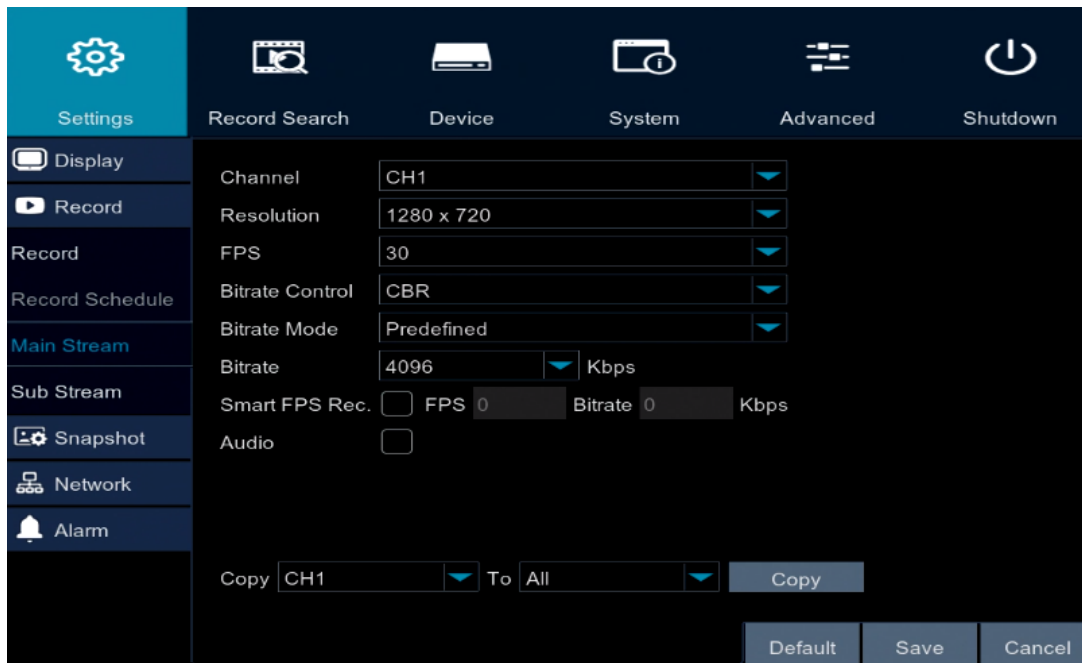 Settings Record Search Device System Advanced Shutdown
Display
Record
Record
Record Schedule
Main Stream
Sub Stream
Snapshot
Network
Alarm
Channel CH1
Resolution 1280 x 720
FPS 30
Bitrate Control CBR
Bitrate Mode Predefined
Bitrate 4096 Kbps
Smart FPS Rec. FPS 0 Bitrate 0 Kbps
Audio
Copy CH1 To All Copy
Default Save Cancel